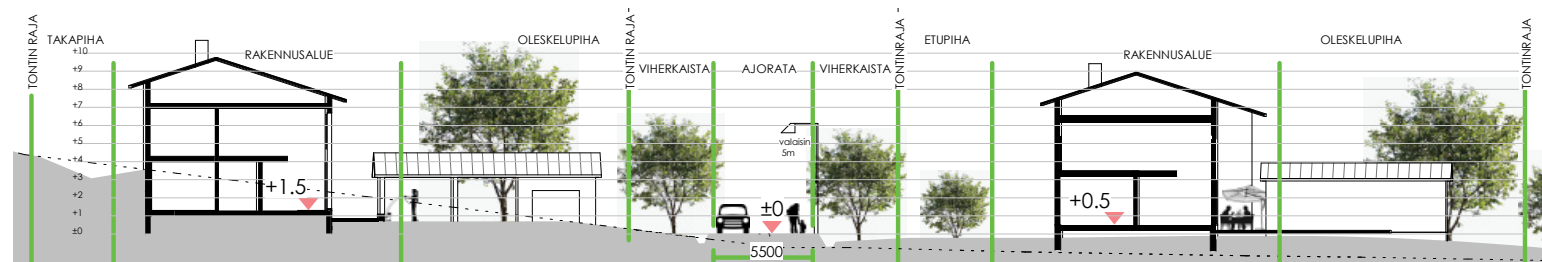 TONTIN RAJA
TAKAPIHA
RAKENNUSALUE
OLESKELUPIHA
TONTIN RAJA -
VIHERKAISTA
AJORATA
VIHERKAISTA
TONTINRAJA -
ETUPIHA
RAKENNUSALUE
OLESKELUPIHA
TONTINRAJA
+10
+9
+8
+7
+6
+5
+4
+3
+2
+1
±0
+1.5
valaisin
5m
±0
5500
+0.5